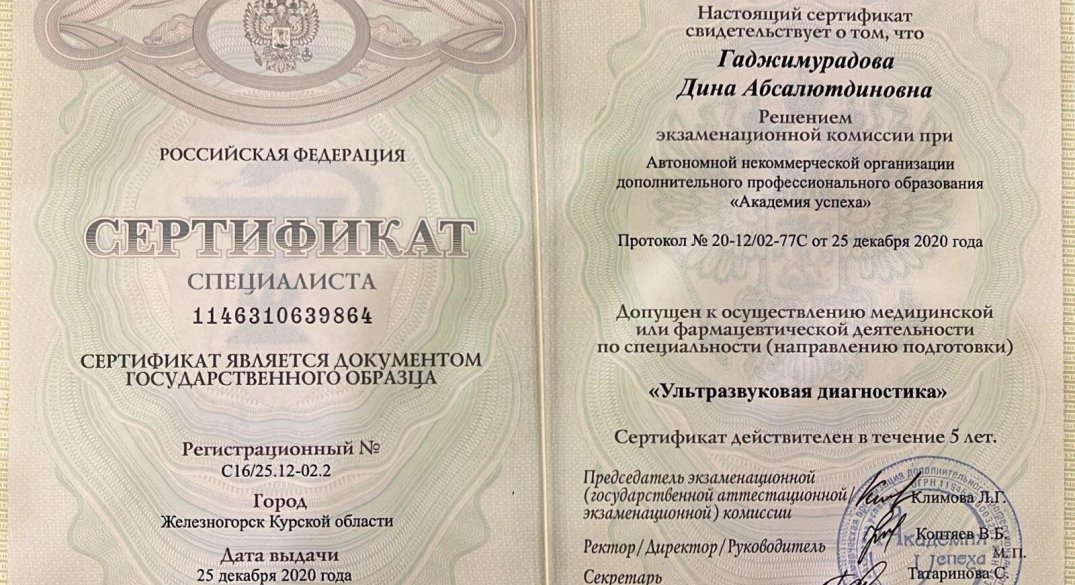 РОССИЙСКАЯ ФЕДЕРАЦИЯ
СЕРТИФИКАТ
СПЕЦИАЛИСТА
1146310639864
СЕРТИФИКАТ ЯВЛЯЕТСЯ ДОКУМЕНТОМ
ГОСУДАРСТВЕННОГО ОБРАЗЦА
Регистрационный №
С16/25.12-02.2
Город
Железногорск Курской области
Дата выдачи
25 декабря 2020 года
Настоящий сертификат
свидетельствует о том, что
Гаджимурадова
Дина Абсалютдиновна
Решением
экзаменационной комиссии при
Автономной некоммерческой организации
дополнительного профессионального образования
«Академия успеха»
Протокол № 20-12/02-77С от 25 декабря 2020 года
Допущен к осуществлению медицинской
или фармацевтической деятельности
по специальности (направлению подготовки)
«Ультразвуковая диагностика»
Сертификат действителен в течение 5 лет.
Председатель экзаменационной
(государственной аттестационной/
экзаменационной) комиссии
Климова Л.Г.
Ректор/Директор/Руководитель
Коптяев В.Б.
М.П.
Секретарь
Татаринова С.
Академия
Успеха